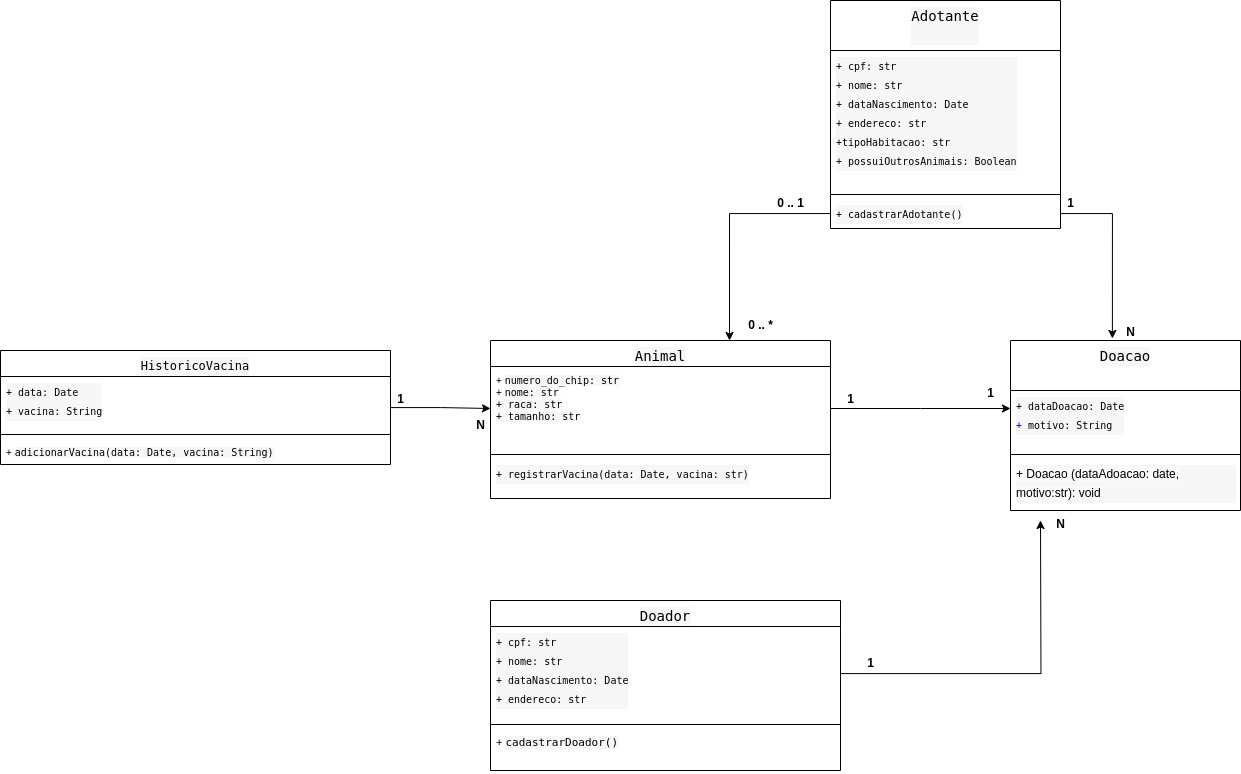 Adotante
+ cpf: str
+ nome: str
+ dataNascimento: Date
+ endereco: str
+tipoHabitacao: str
+ possuiOutrosAnimais: Boolean
+ cadastrarAdotante()
0 .. 1
1
0 .. *
N
HistoricoVacina
+ data: Date
+ vacina: String
+ adicionarVacina(data: Date, vacina: String)
1
N
Animal
+ numero_do_chip: str
+ nome: str
+ raca: str
+ tamanho: str
+ registrarVacina(data: Date, vacina: str)
1
1
Doacao
+ dataDoacao: Date
+ motivo: String
+ Doacao (dataAdoacao: date,
motivo:str): void
N
Doador
+ cpf: str
+ nome: str
+ dataNascimento: Date
+ endereco: str
+ cadastrarDoador()
1